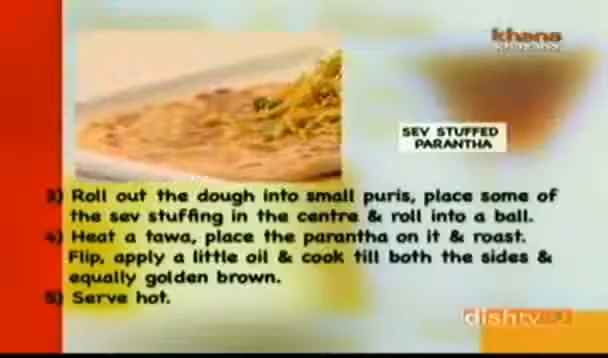 khana
SEV STUFFED
PARANTHA
3) Roll out the dough into small puris, place some of
the sev stuffing in the centre & roll into a ball.
4) Heat a tawa, place the parantha on it & roast.
Flip, apply a little oil & cook till both the sides &
equally golden brown.
5) Serve hot.
dishtv